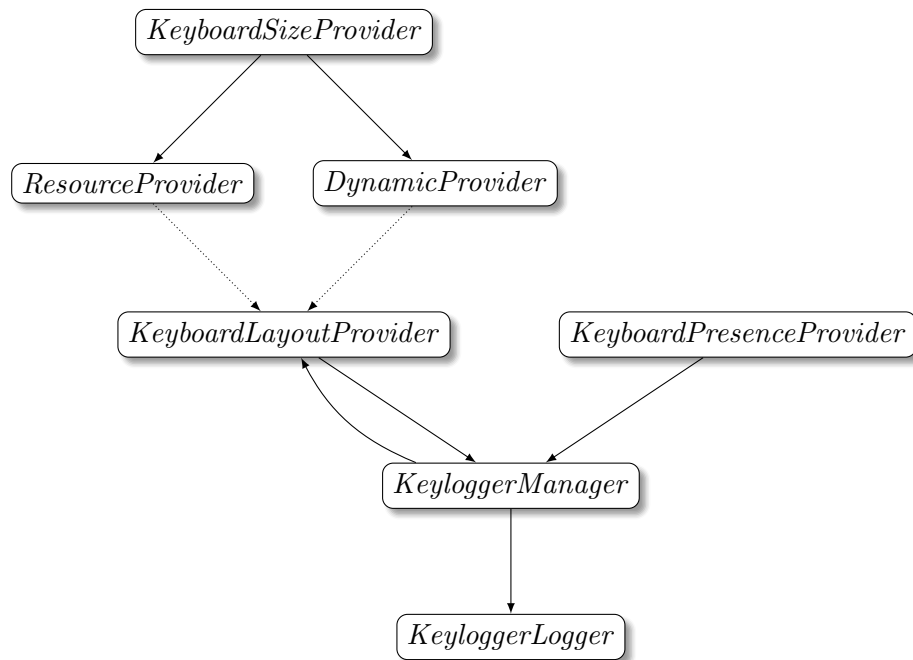 KeyboardSizeProvider
ResourceProvider
DynamicProvider
KeyboardLayoutProvider
KeyboardPresenceProvider
KeyloggerManager
KeyloggerLogger